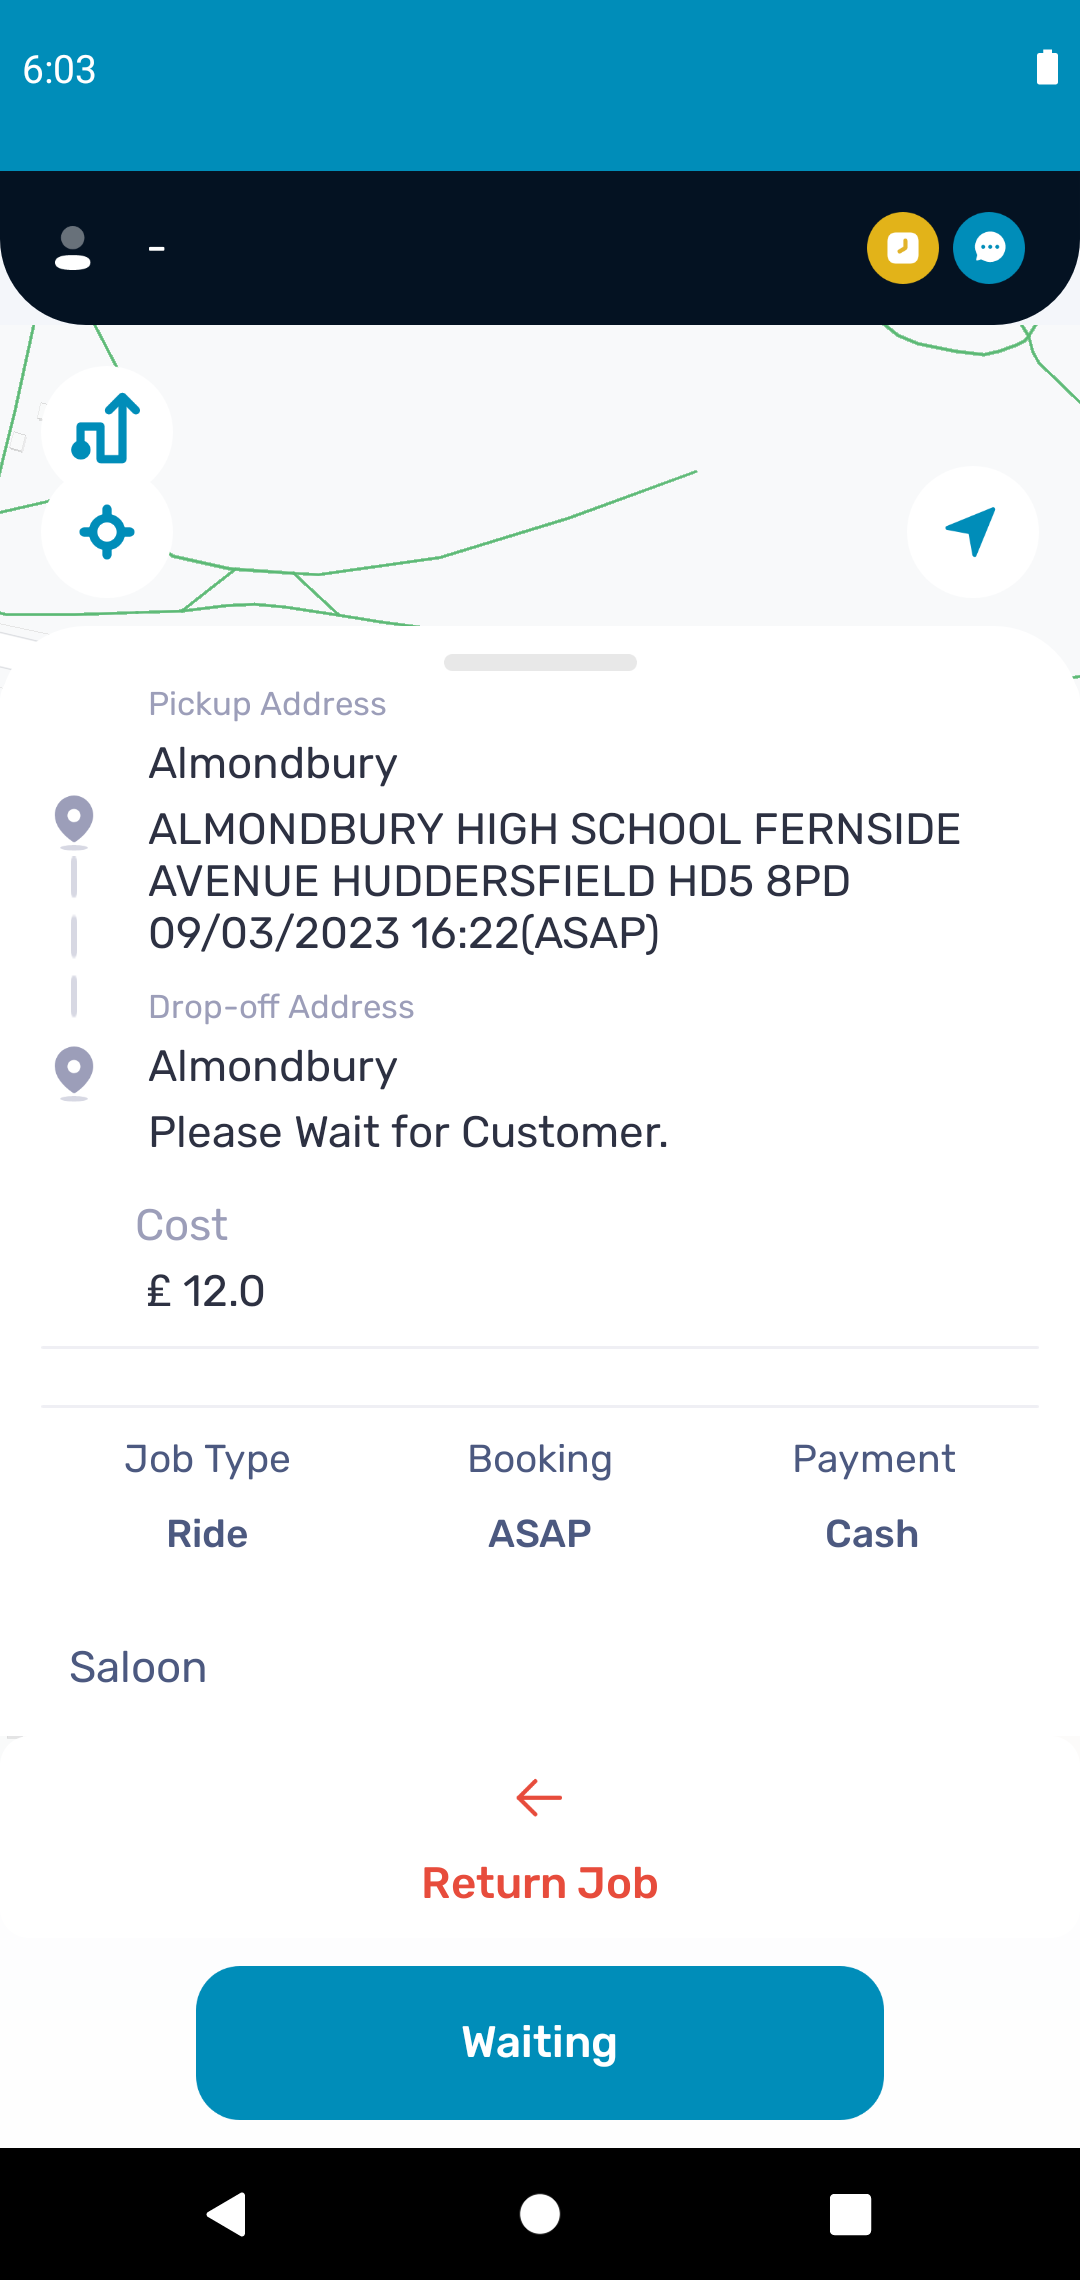 6:03
-
Pickup Address
Almondbury
ALMONDBURY HIGH SCHOOL FERNSIDE
AVENUE HUDDERSFIELD HD5 8PD
09/03/2023 16:22(ASAP)
Drop-off Address
Almondbury
Please Wait for Customer.
Cost
£ 12.0
Job Type Booking Payment
Ride ASAP Cash
Saloon
Return Job
Waiting